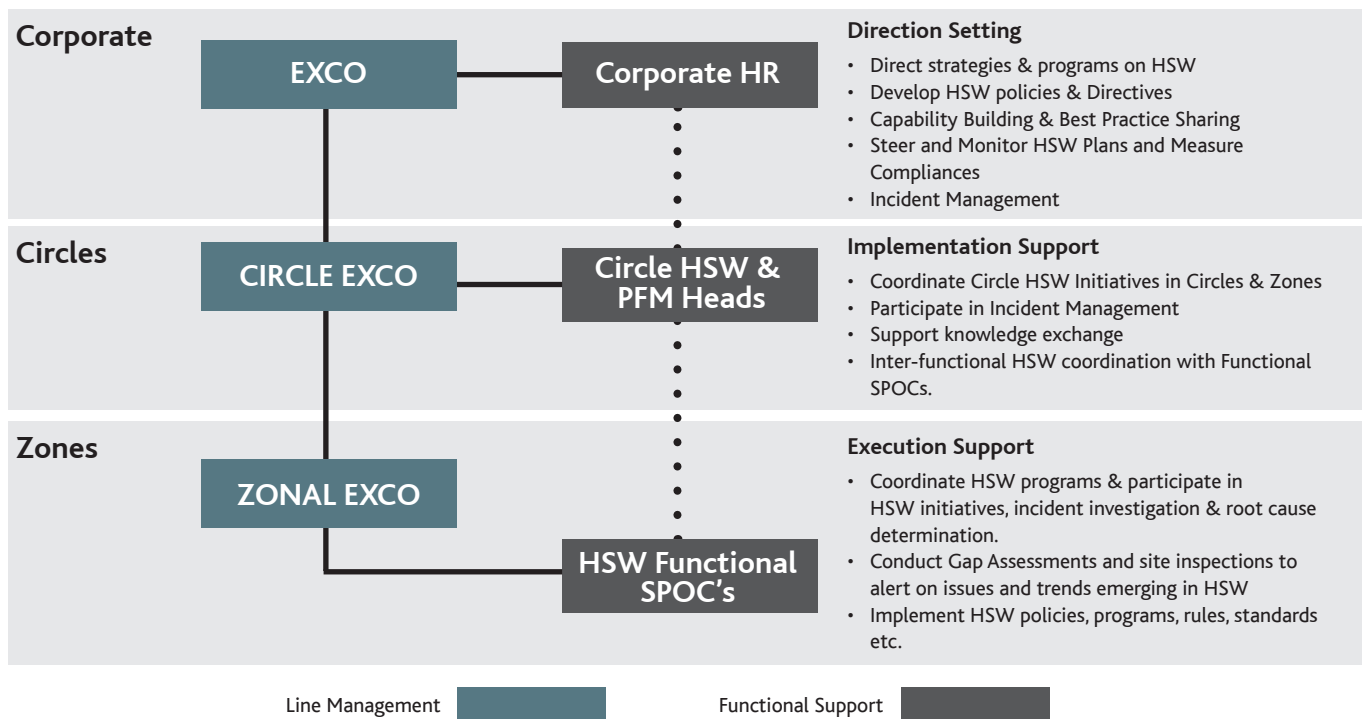 Corporate
EXCO
Corporate HR
Direction Setting
• Direct strategies & programs on HSW
• Develop HSW policies & Directives
• Capability Building & Best Practice Sharing
• Steer and Monitor HSW Plans and Measure
Compliances
• Incident Management
Circles
CIRCLE EXCO
Circle HSW &
PFM Heads
Implementation Support
• Coordinate Circle HSW Initiatives in Circles & Zones
• Participate in Incident Management
• Support knowledge exchange
• Inter-functional HSW coordination with Functional
SPOCs.
Zones
ZONAL EXCO
HSW Functional
SPOC’s
Execution Support
• Coordinate HSW programs & participate in
HSW initiatives, incident investigation & root cause
determination.
• Conduct Gap Assessments and site inspections to
alert on issues and trends emerging in HSW
• Implement HSW policies, programs, rules, standards
etc.
Line Management
Functional Support